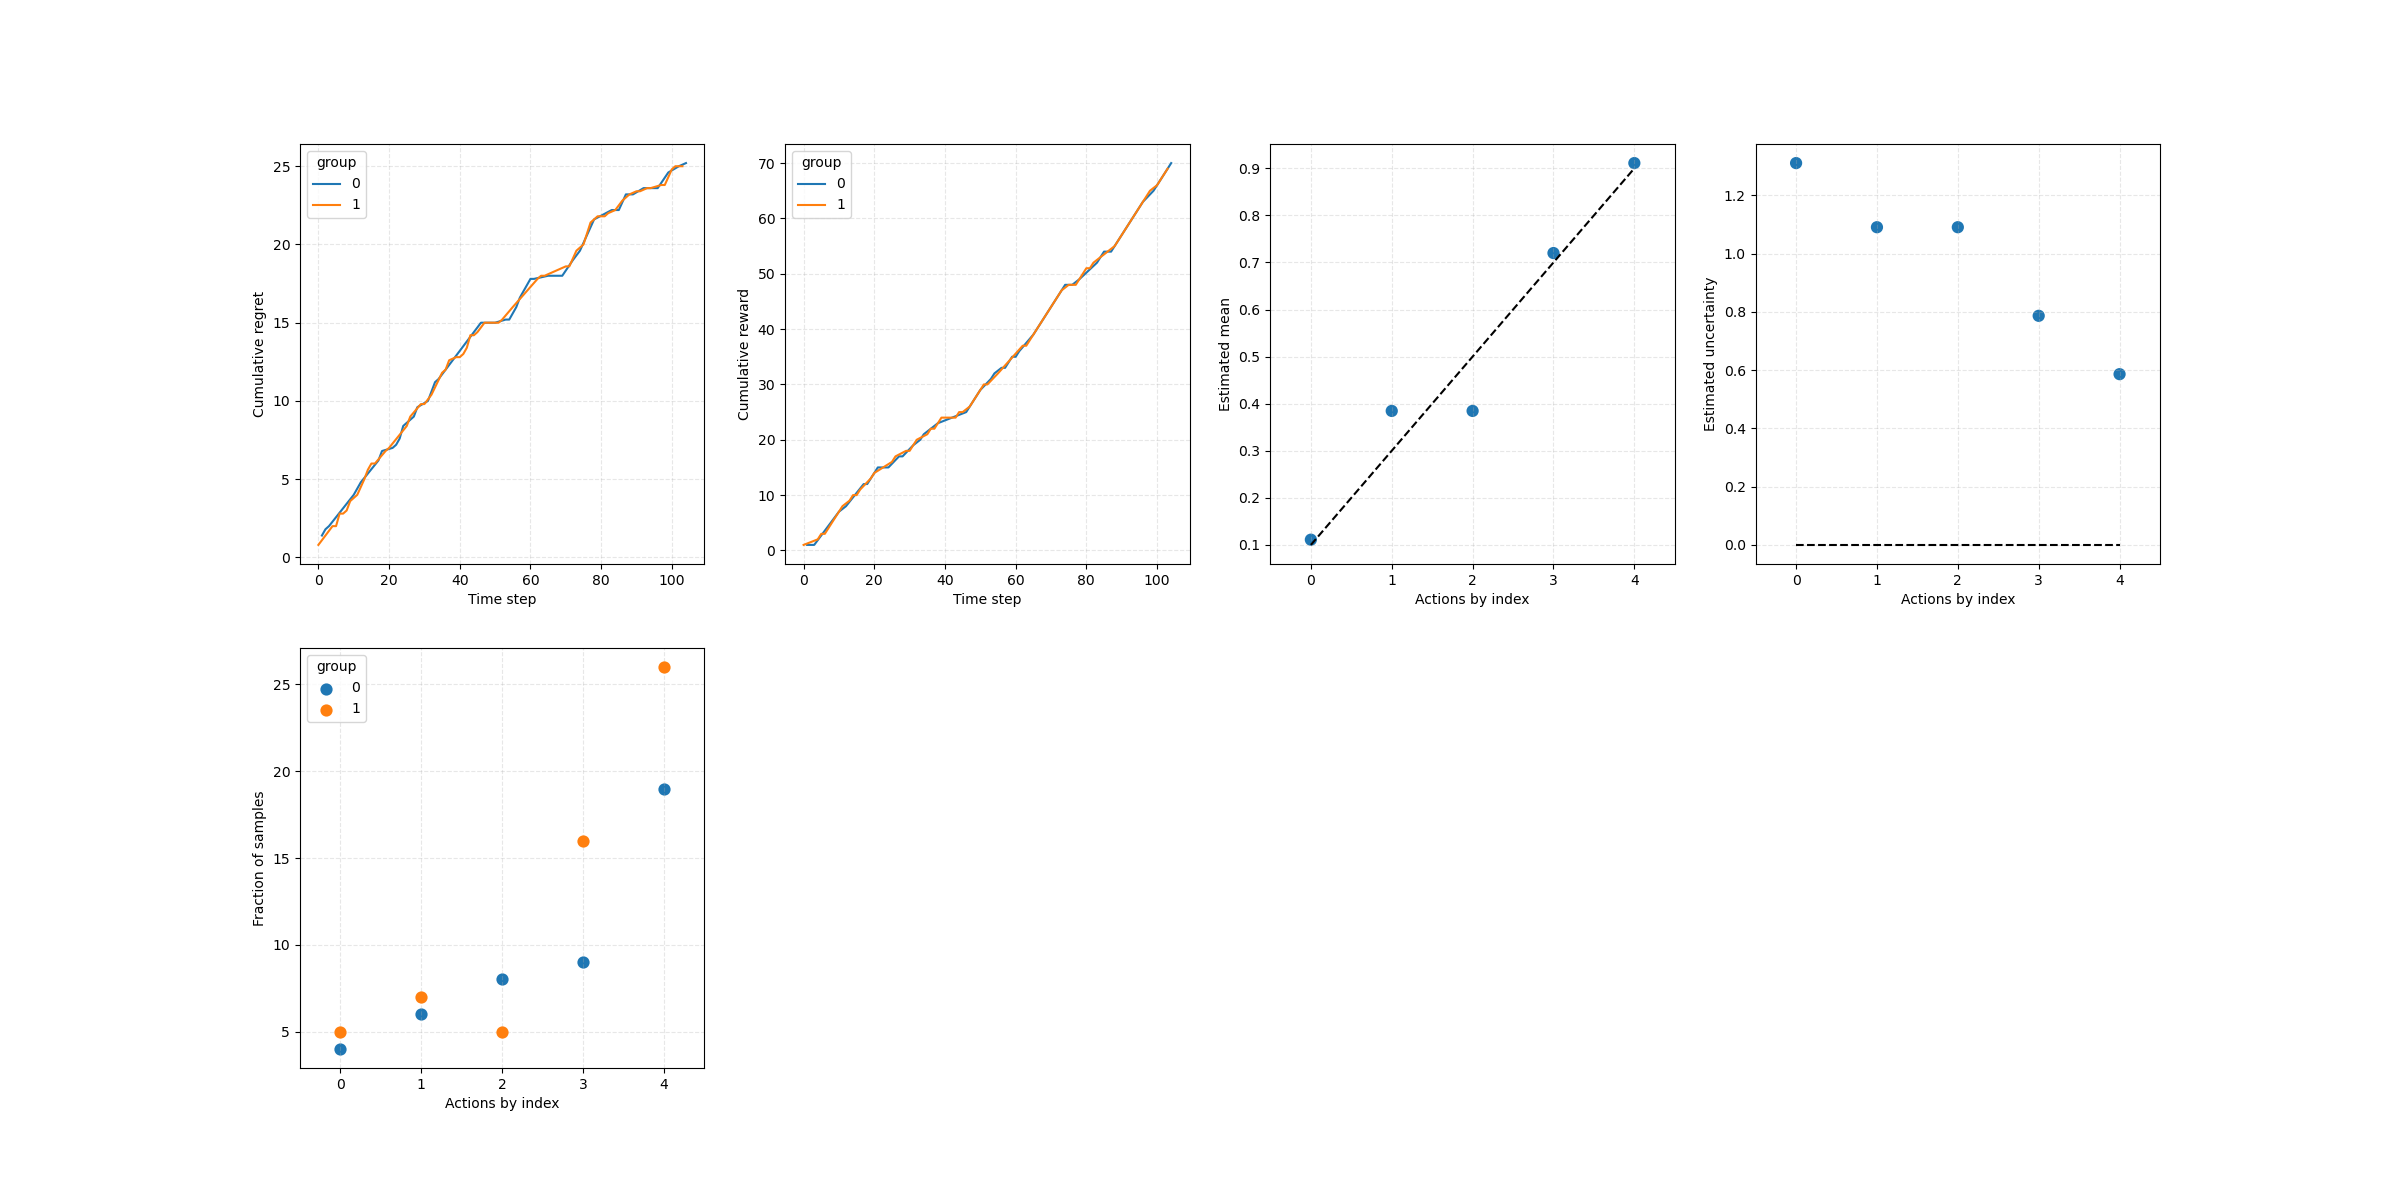 group
0
1
25
20
15
10
5
0
Cumulative regret
0 20 40 60 80 100
Time step
group
0
1
70
60
50
40
30
20
10
0
Cumulative reward
0 20 40 60 80 100
Time step
0.9
0.8
0.7
0.6
0.5
0.4
0.3
0.2
0.1
Estimated mean
0 1 2 3 4
Actions by index
1.2
1.0
0.8
0.6
0.4
0.2
0.0
Estimated uncertainty
0 1 2 3 4
Actions by index
group
0
1
25
20
15
10
5
Fraction of samples
0 1 2 3 4
Actions by index